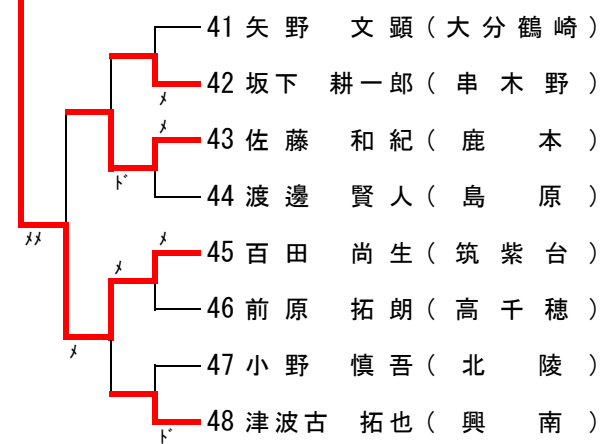 41 矢野 文顕(大分鶴崎)
42 坂下 耕一郎(串木野)
ﾒ
ﾒ
43 佐藤 和紀(鹿本)
ﾄﾞ
44 渡邊 賢人(島原)
ﾒﾒ
ﾒ
45 百田 尚生(筑紫台)
ﾒ
46 前原 拓朗(高千穂)
ﾒ
47 小野 慎吾(北陵)
48 津波古 拓也(興南)
ﾄﾞ